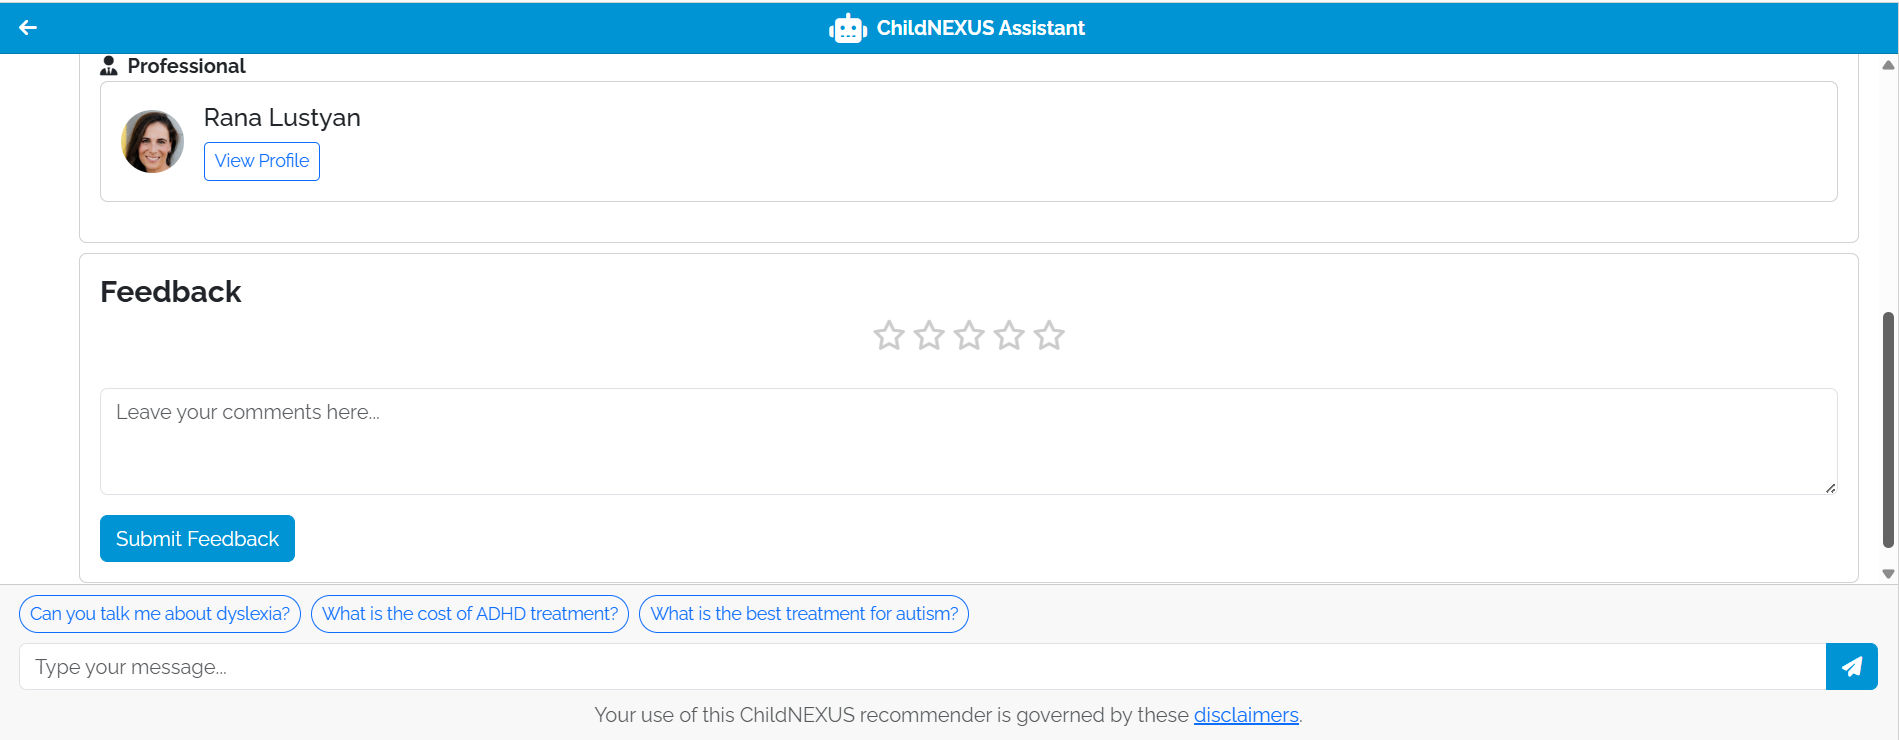 ChildNEXUS Assistant
Professional
Rana Lustyan
View Profile
Feedback
Leave your comments here...
Submit Feedback
Can you talk me about dyslexia?
What is the cost of ADHD treatment?
What is the best treatment for autism?
Type your message...
Your use of this ChildNEXUS recommender is governed by these disclaimers.